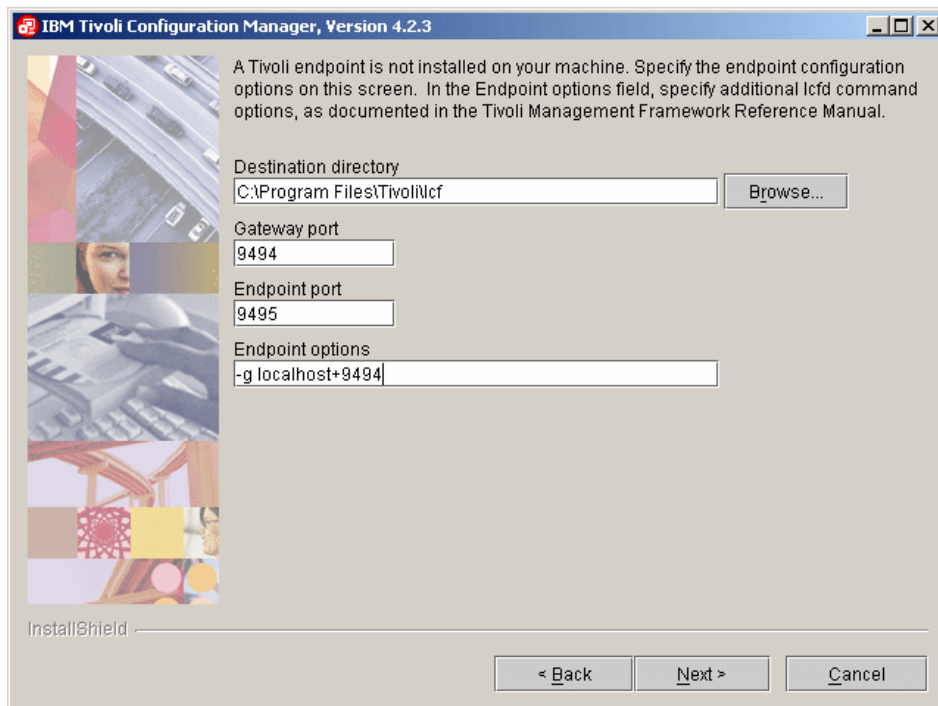 IBM Tivoli Configuration Manager, Version 4.2.3
A Tivoli endpoint is not installed on your machine. Specify the endpoint configuration
options on this screen. In the Endpoint options field, specify additional lcfd command
options, as documented in the Tivoli Management Framework Reference Manual.
Destination directory
C:\Program Files\Tivoli\lcf
Browse...
Gateway port
9494
Endpoint port
9495
Endpoint options
-g localhost+9494
InstallShield
< Back
Next >
Cancel